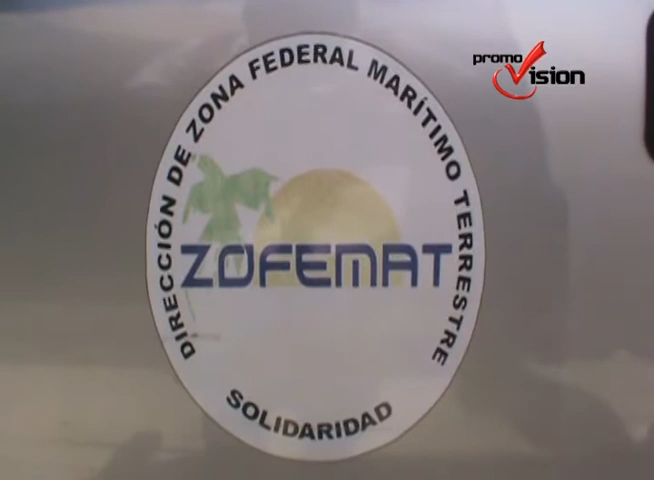 promo
Vision
DIRECCIÓN DE ZONA FEDERAL MARÍTIMO TERRESTRE
ZOFEMAT
SOLIDARIDAD